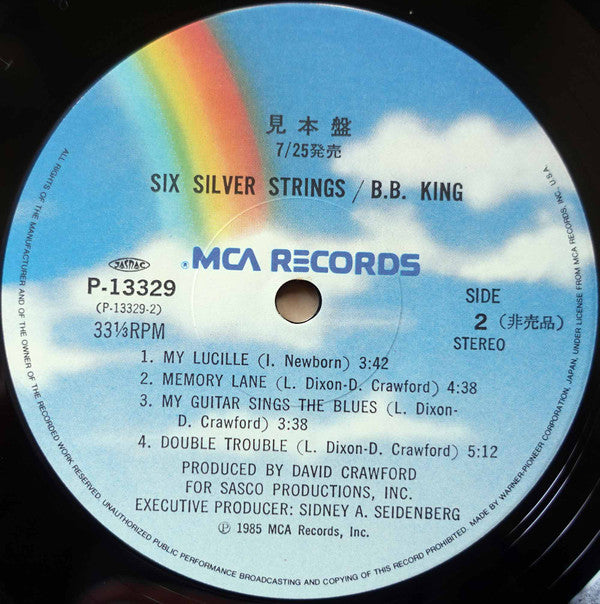 見本盤
7/25発売
SIX SILVER STRINGS / B.B. KING
JASRAC
® MCA RECORDS
P-13329
(P-13329-2)
33⅓RPM
SIDE
2 (非売品)
STEREO
1. MY LUCILLE (I. Newborn) 3:42
2. MEMORY LANE (L. Dixon-D. Crawford) 4:38
3. MY GUITAR SINGS THE BLUES (L. Dixon-
D. Crawford) 3:38
4. DOUBLE TROUBLE (L. Dixon-D. Crawford) 5:12
PRODUCED BY DAVID CRAWFORD
FOR SASCO PRODUCTIONS, INC.
EXECUTIVE PRODUCER: SIDNEY A. SEIDENBERG
℗ 1985 MCA Records, Inc.
ALL RIGHTS OF THE MANUFACTURER AND OF THE OWNER OF THE RECORDED WORK RESERVED. UNAUTHORIZED PUBLIC PERFORMANCE BROADCASTING AND COPYING OF THIS RECORD PROHIBITED. MADE BY WARNER-PIONEER CORPORATION, JAPAN, UNDER LICENSE FROM MCA RECORDS, INC., U.S.A.